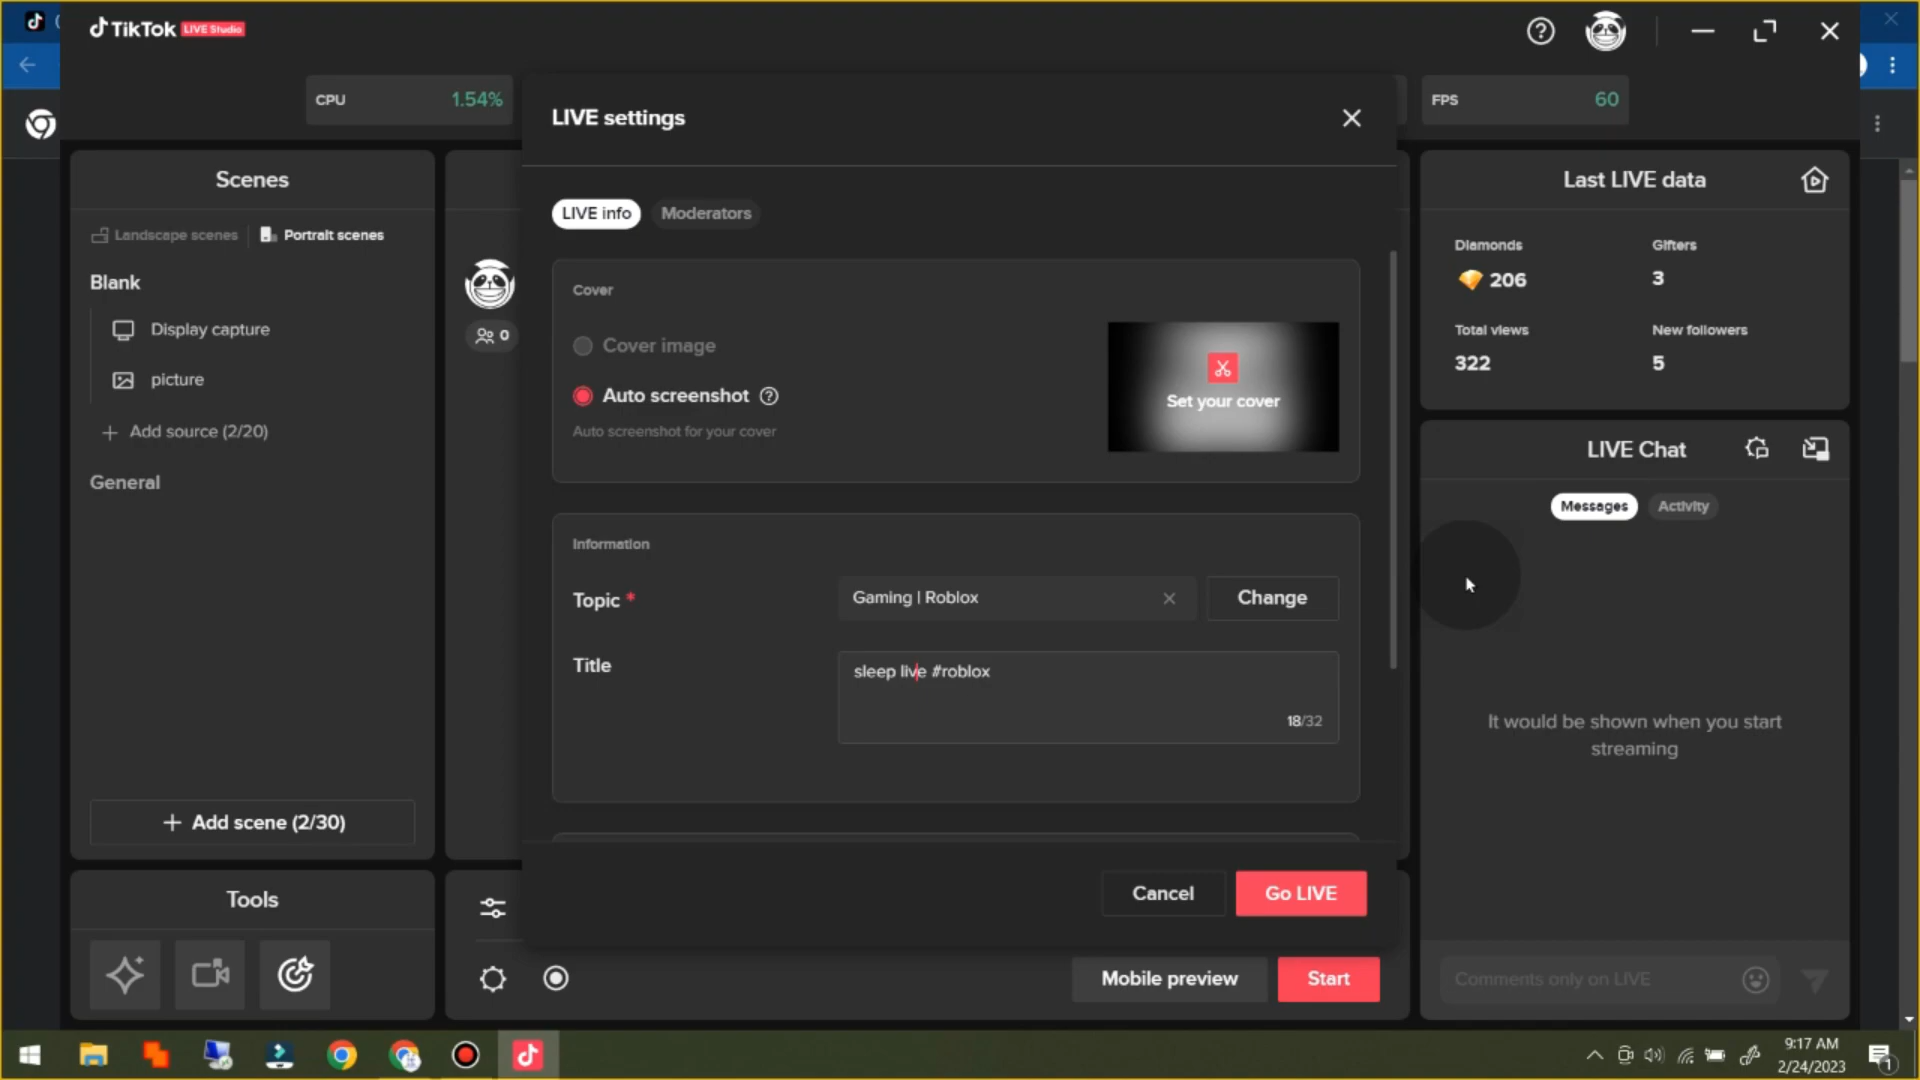 TikTok LIVE Studio
CPU 1.54%
FPS 60
LIVE settings
LIVE info Moderators
Cover
Cover image
Auto screenshot
Auto screenshot for your cover
Set your cover
Information
Topic *
Gaming | Roblox
Change
Title
sleep live #roblox
18/32
Cancel
Go LIVE
Scenes
Landscape scenes
Portrait scenes
Blank
Display capture
picture
Add source (2/20)
General
Add scene (2/30)
Tools
0
Mobile preview
Start
Last LIVE data
Diamonds Gifters
206 3
Total views New followers
322 5
LIVE Chat
Messages Activity
It would be shown when you start
streaming
Comments only on LIVE
9:17 AM
2/24/2023
1